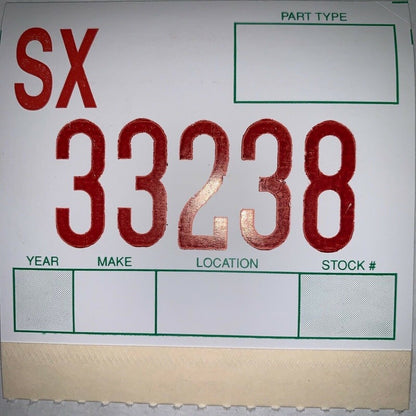 PART TYPE
SX
33238
YEAR MAKE LOCATION STOCK #